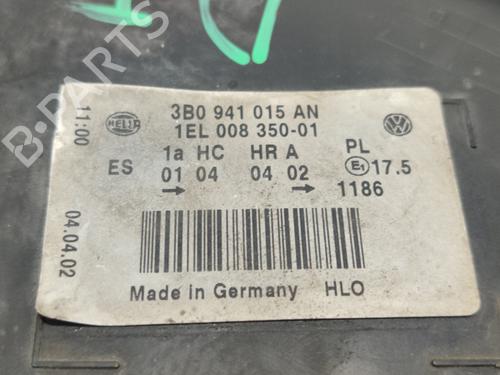 HELLA
3B0 941 015 AN
1EL 008 350-01
1a HC HR A PL
ES 01 04 04 02 E1 17.5
→ → 1186
Made in Germany HLO
11:00
04.04.02
B-PARTS